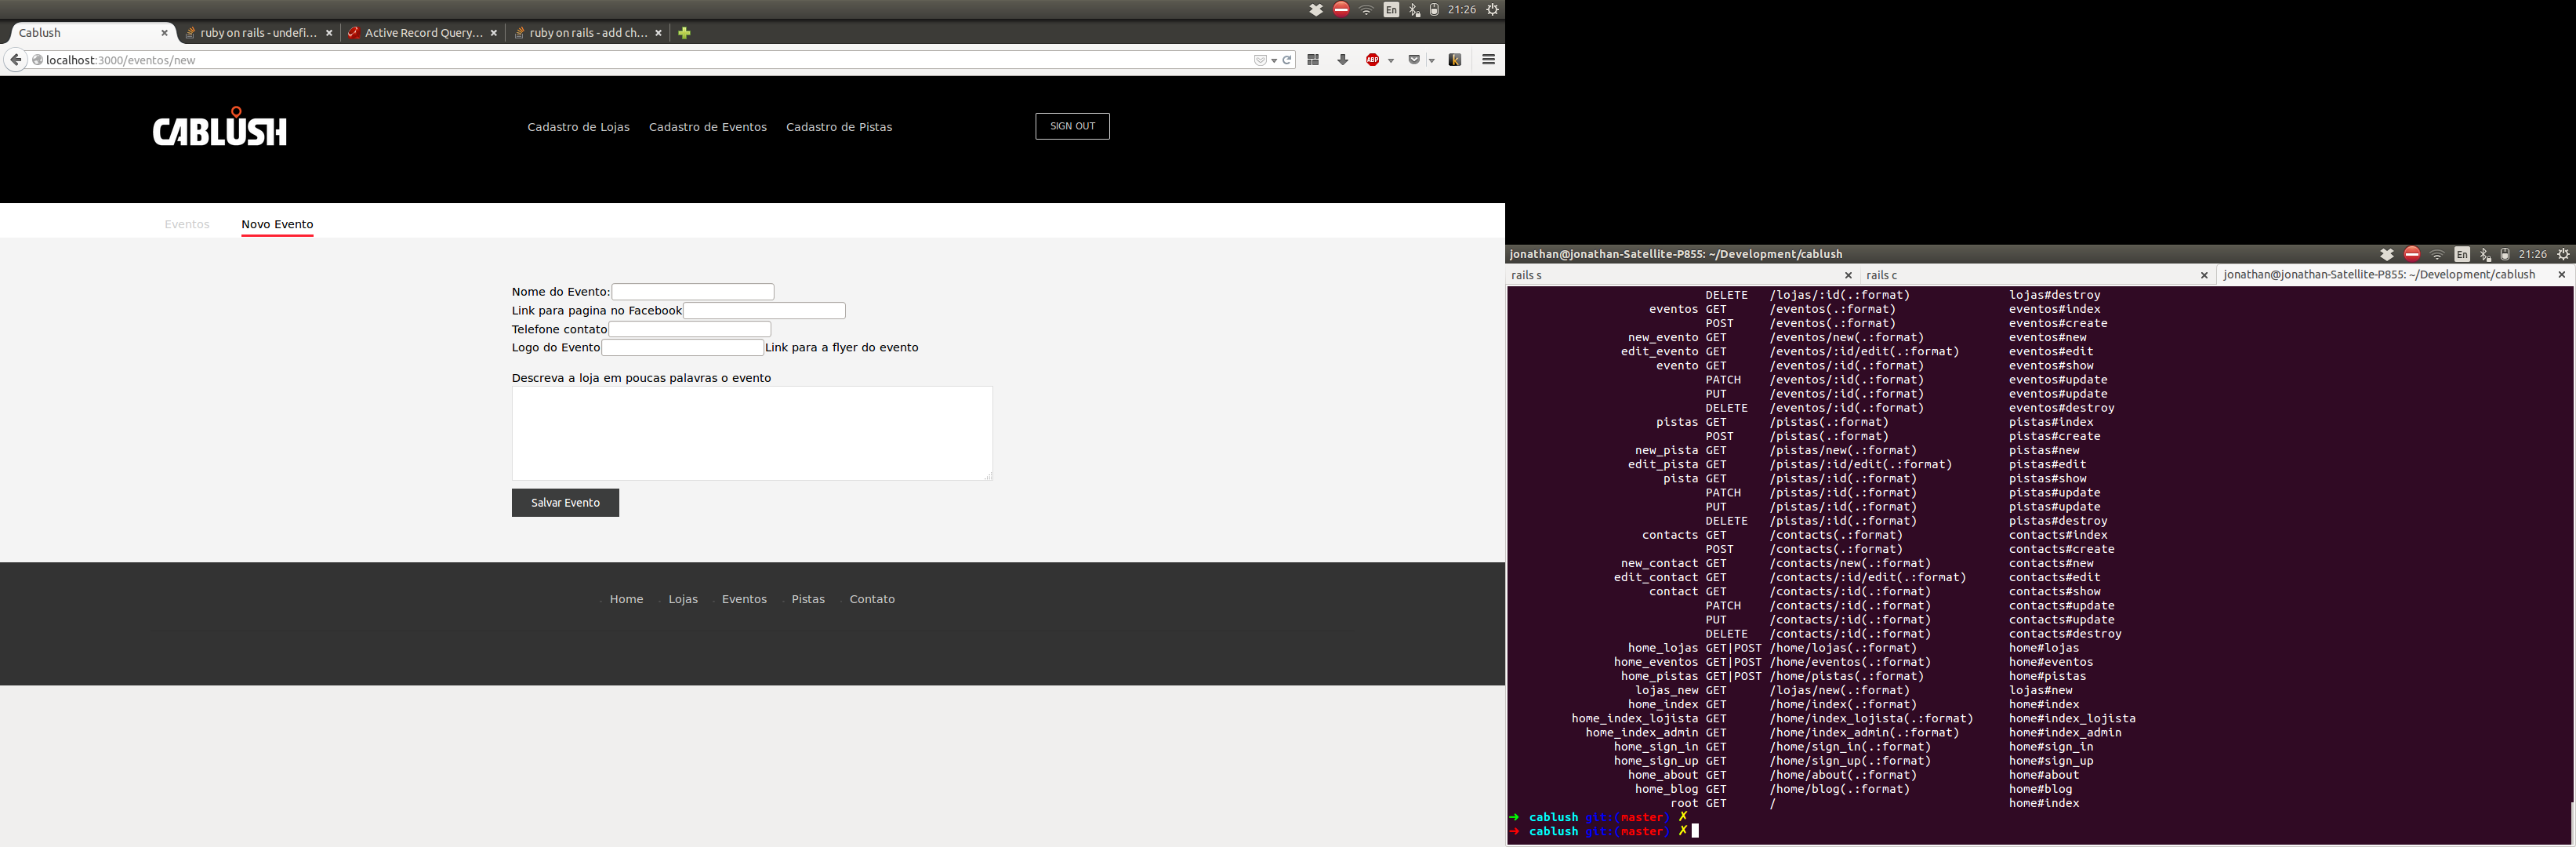 En 21:26
Cablush ruby on rails - undefi... Active Record Query... ruby on rails - add ch...
localhost:3000/eventos/new ABP k
CABLUSH
Cadastro de Lojas Cadastro de Eventos Cadastro de Pistas SIGN OUT
Eventos Novo Evento
Nome do Evento:
Link para pagina no Facebook
Telefone contato
Logo do Evento Link para a flyer do evento
Descreva a loja em poucas palavras o evento
Salvar Evento
Home Lojas Eventos Pistas Contato
jonathan@jonathan-Satellite-P855: ~/Development/cablush En 21:26
rails s rails c jonathan@jonathan-Satellite-P855: ~/Development/cablush
DELETE /lojas/:id(.:format) lojas#destroy
eventos GET /eventos(.:format) eventos#index
POST /eventos(.:format) eventos#create
new_evento GET /eventos/new(.:format) eventos#new
edit_evento GET /eventos/:id/edit(.:format) eventos#edit
evento GET /eventos/:id(.:format) eventos#show
PATCH /eventos/:id(.:format) eventos#update
PUT /eventos/:id(.:format) eventos#update
DELETE /eventos/:id(.:format) eventos#destroy
pistas GET /pistas(.:format) pistas#index
POST /pistas(.:format) pistas#create
new_pista GET /pistas/new(.:format) pistas#new
edit_pista GET /pistas/:id/edit(.:format) pistas#edit
pista GET /pistas/:id(.:format) pistas#show
PATCH /pistas/:id(.:format) pistas#update
PUT /pistas/:id(.:format) pistas#update
DELETE /pistas/:id(.:format) pistas#destroy
contacts GET /contacts(.:format) contacts#index
POST /contacts(.:format) contacts#create
new_contact GET /contacts/new(.:format) contacts#new
edit_contact GET /contacts/:id/edit(.:format) contacts#edit
contact GET /contacts/:id(.:format) contacts#show
PATCH /contacts/:id(.:format) contacts#update
PUT /contacts/:id(.:format) contacts#update
DELETE /contacts/:id(.:format) contacts#destroy
home_lojas GET|POST /home/lojas(.:format) home#lojas
home_eventos GET|POST /home/eventos(.:format) home#eventos
home_pistas GET|POST /home/pistas(.:format) home#pistas
lojas_new GET /lojas/new(.:format) lojas#new
home_index GET /home/index(.:format) home#index
home_index_lojista GET /home/index_lojista(.:format) home#index_lojista
home_index_admin GET /home/index_admin(.:format) home#index_admin
home_sign_in GET /home/sign_in(.:format) home#sign_in
home_sign_up GET /home/sign_up(.:format) home#sign_up
home_about GET /home/about(.:format) home#about
home_blog GET /home/blog(.:format) home#blog
root GET / home#index
➜ cablush git:(master) ✗
➜ cablush git:(master) ✗